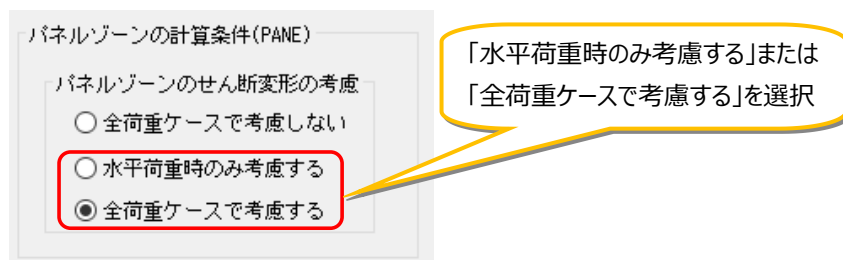 パネルゾーンの計算条件(PANE)
パネルゾーンのせん断変形の考慮
全荷重ケースで考慮しない
水平荷重時のみ考慮する
全荷重ケースで考慮する
「水平荷重時のみ考慮する」または
「全荷重ケースで考慮する」を選択